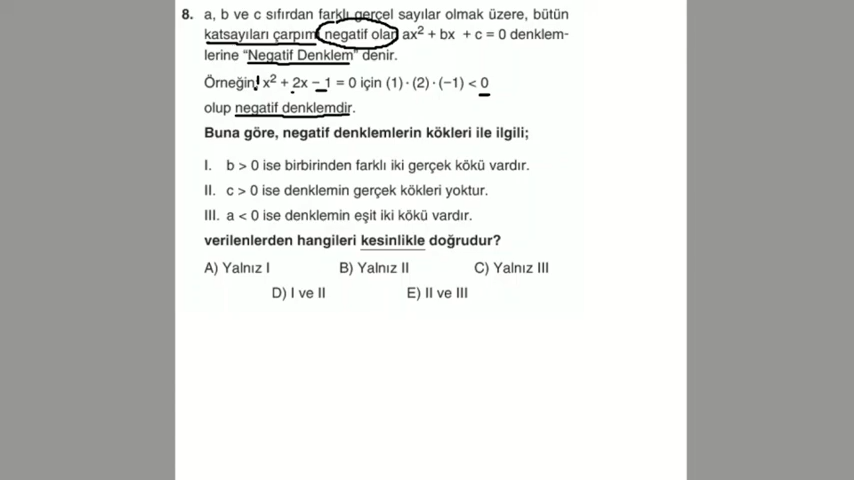 8. a, b ve c sıfırdan farklı gerçel sayılar olmak üzere, bütün
katsayıları çarpımı negatif olan ax² + bx + c = 0 denklem-
lerine “Negatif Denklem” denir.
Örneğin, x² + 2x – 1 = 0 için (1) · (2) · (–1) < 0
olup negatif denklemdir.
Buna göre, negatif denklemlerin kökleri ile ilgili;
I. b > 0 ise birbirinden farklı iki gerçek kökü vardır.
II. c > 0 ise denklemin gerçek kökleri yoktur.
III. a < 0 ise denklemin eşit iki kökü vardır.
verilenlerden hangileri kesinlikle doğrudur?
A) Yalnız I B) Yalnız II C) Yalnız III
D) I ve II E) II ve III